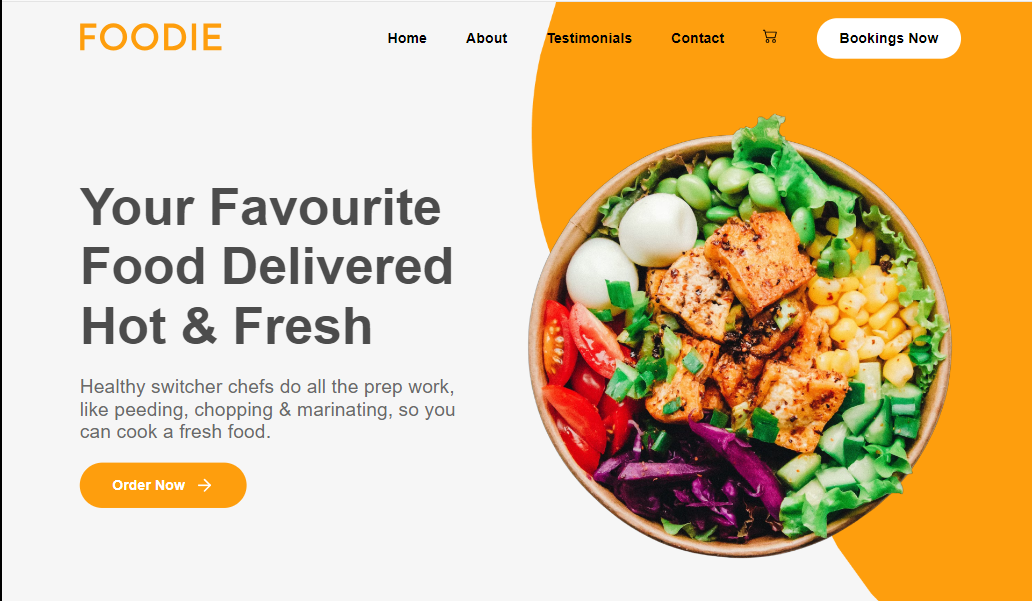 FOODIE
Home About Testimonials Contact Bookings Now
Your Favourite
Food Delivered
Hot & Fresh
Healthy switcher chefs do all the prep work,
like peeding, chopping & marinating, so you
can cook a fresh food.
Order Now